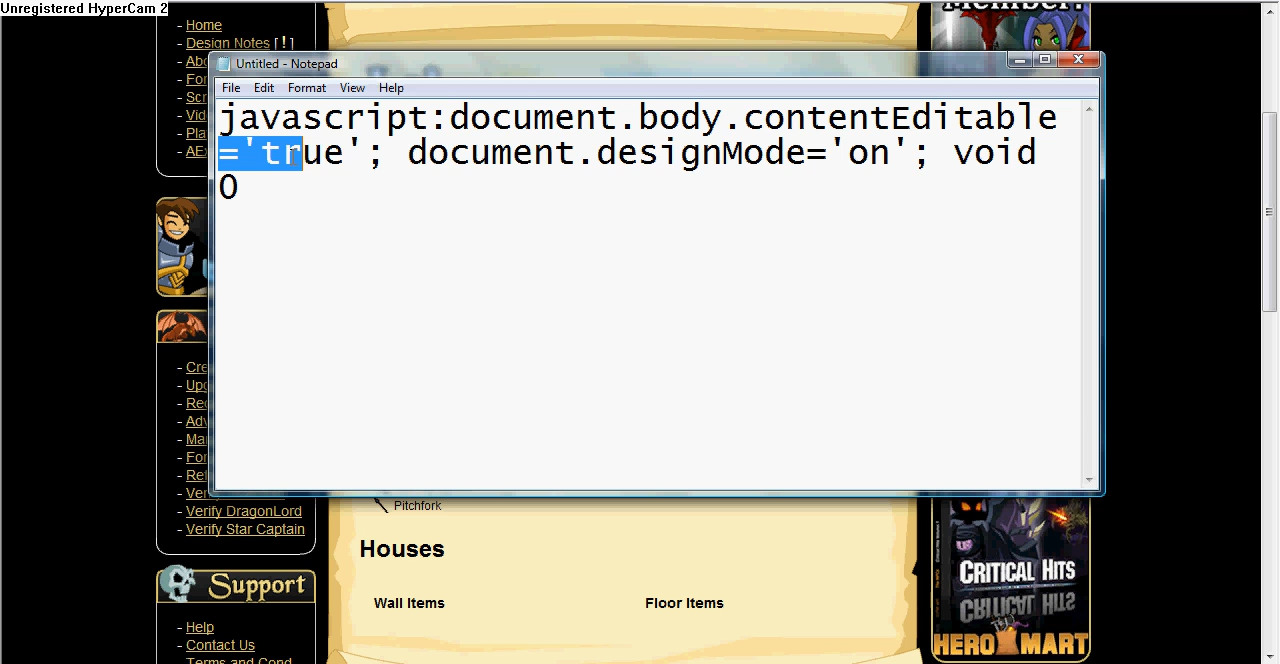 Unregistered HyperCam 2
- Home
- Design Notes [!]
Untitled - Notepad
File Edit Format View Help
javascript:document.body.contentEditable
='true'; document.designMode='on'; void
0
- Verify DragonLord
- Verify Star Captain
Support
- Help
- Contact Us
Pitchfork
Houses
Wall Items Floor Items
CRITICAL HITS
HERO MART